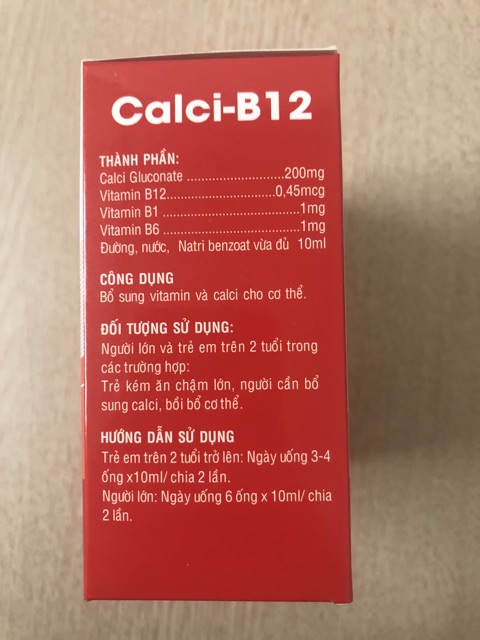 Calci-B12
THÀNH PHẦN:
Calci Gluconate ...........................200mg
Vitamin B12..............................0,45mcg
Vitamin B1 ......................................1mg
Vitamin B6 ......................................1mg
Đường, nước, Natri benzoat vừa đủ 10ml
CÔNG DỤNG
Bổ sung vitamin và calci cho cơ thể.
ĐỐI TƯỢNG SỬ DỤNG:
Người lớn và trẻ em trên 2 tuổi trong
các trường hợp:
Trẻ kém ăn chậm lớn, người cần bổ
sung calci, bồi bổ cơ thể.
HƯỚNG DẪN SỬ DỤNG
Trẻ em trên 2 tuổi trở lên: Ngày uống 3-4
ống x10ml/ chia 2 lần.
Người lớn: Ngày uống 6 ống x 10ml/ chia
2 lần.